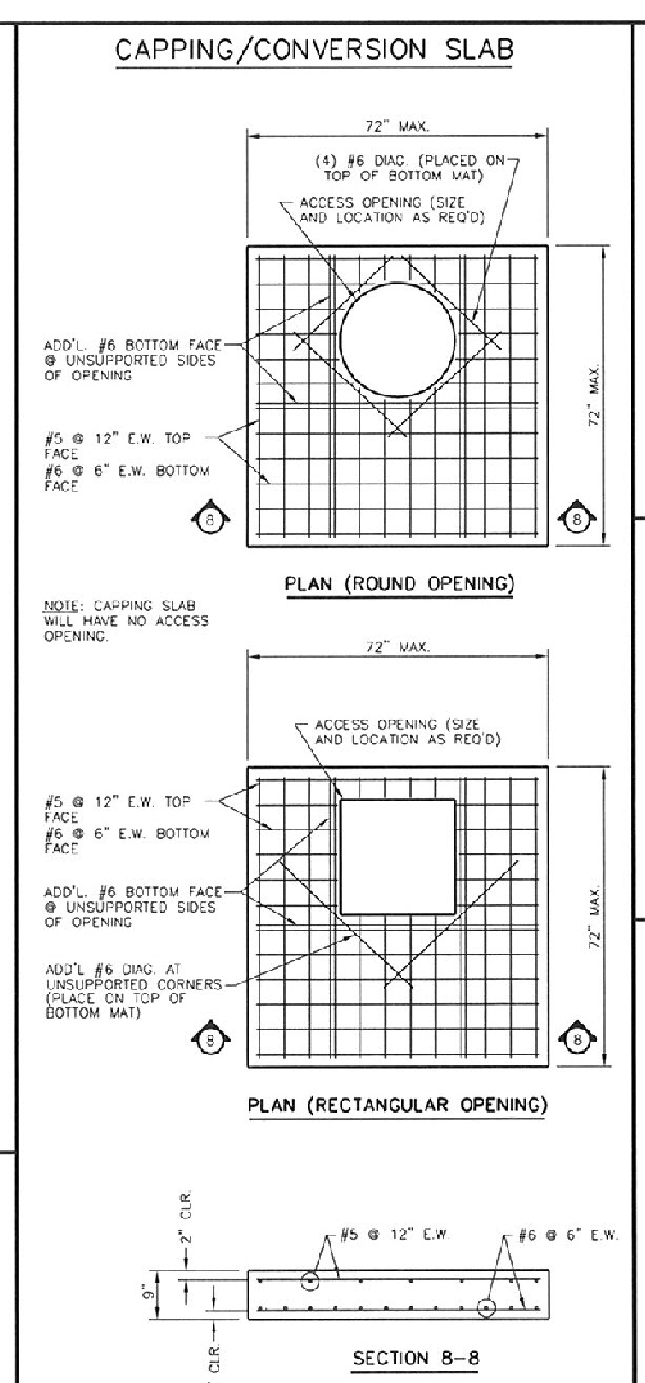 CAPPING/CONVERSION SLAB
72" MAX.
(4) #6 DIAG. (PLACED ON
TOP OF BOTTOM MAT)
ACCESS OPENING (SIZE
AND LOCATION AS REQ'D)
ADD'L. #6 BOTTOM FACE
@ UNSUPPORTED SIDES
OF OPENING
72" MAX.
#5 @ 12" E.W. TOP
FACE
#6 @ 6" E.W. BOTTOM
FACE
8
8
PLAN (ROUND OPENING)
NOTE: CAPPING SLAB
WILL HAVE NO ACCESS
OPENING.
72" MAX.
ACCESS OPENING (SIZE
AND LOCATION AS REQ'D)
#5 @ 12" E.W. TOP
FACE
#6 @ 6" E.W. BOTTOM
FACE
ADD'L. #6 BOTTOM FACE
@ UNSUPPORTED SIDES
OF OPENING
72" MAX.
ADD'L #6 DIAG. AT
UNSUPPORTED CORNERS
(PLACE ON TOP OF
BOTTOM MAT)
8
8
PLAN (RECTANGULAR OPENING)
2" CLR.
#5 @ 12" E.W.
#6 @ 6" E.W.
9"
CLR
SECTION 8-8